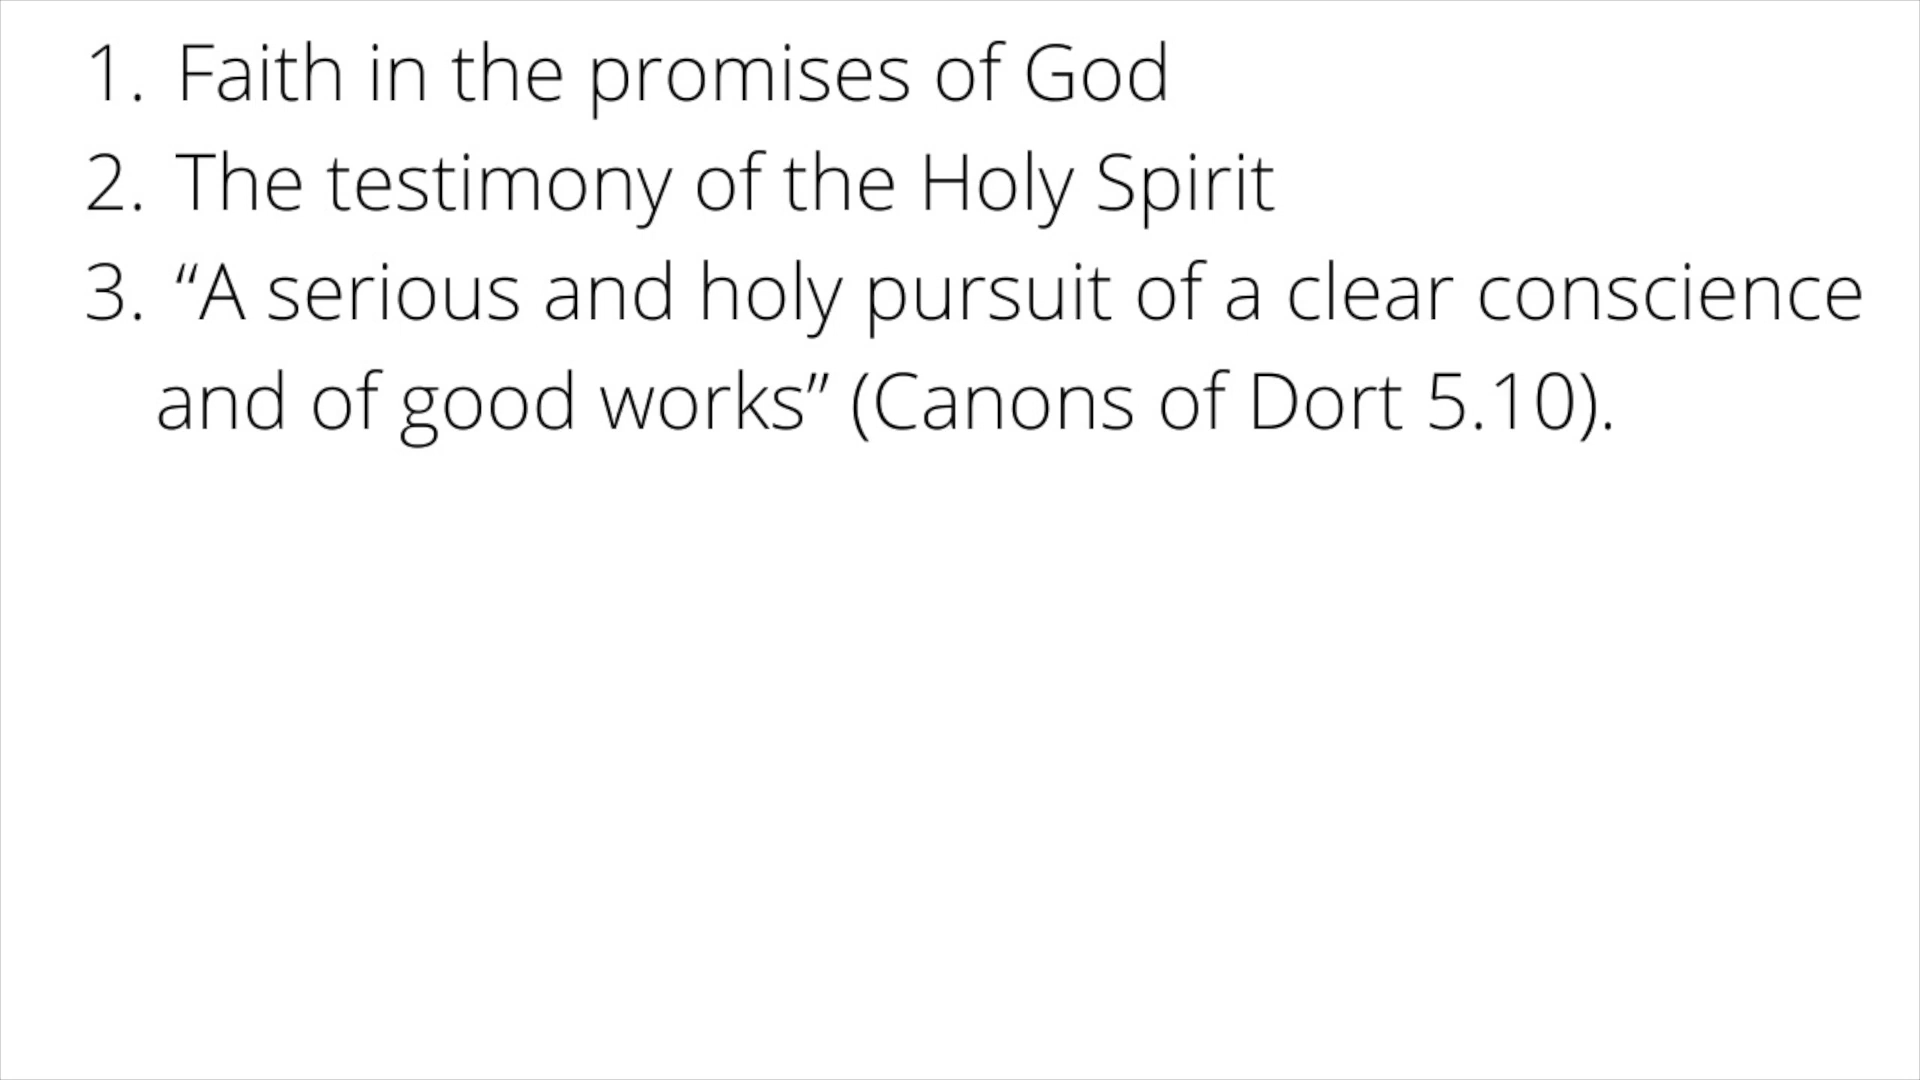 1. Faith in the promises of God
2. The testimony of the Holy Spirit
3. “A serious and holy pursuit of a clear conscience
and of good works” (Canons of Dort 5.10).